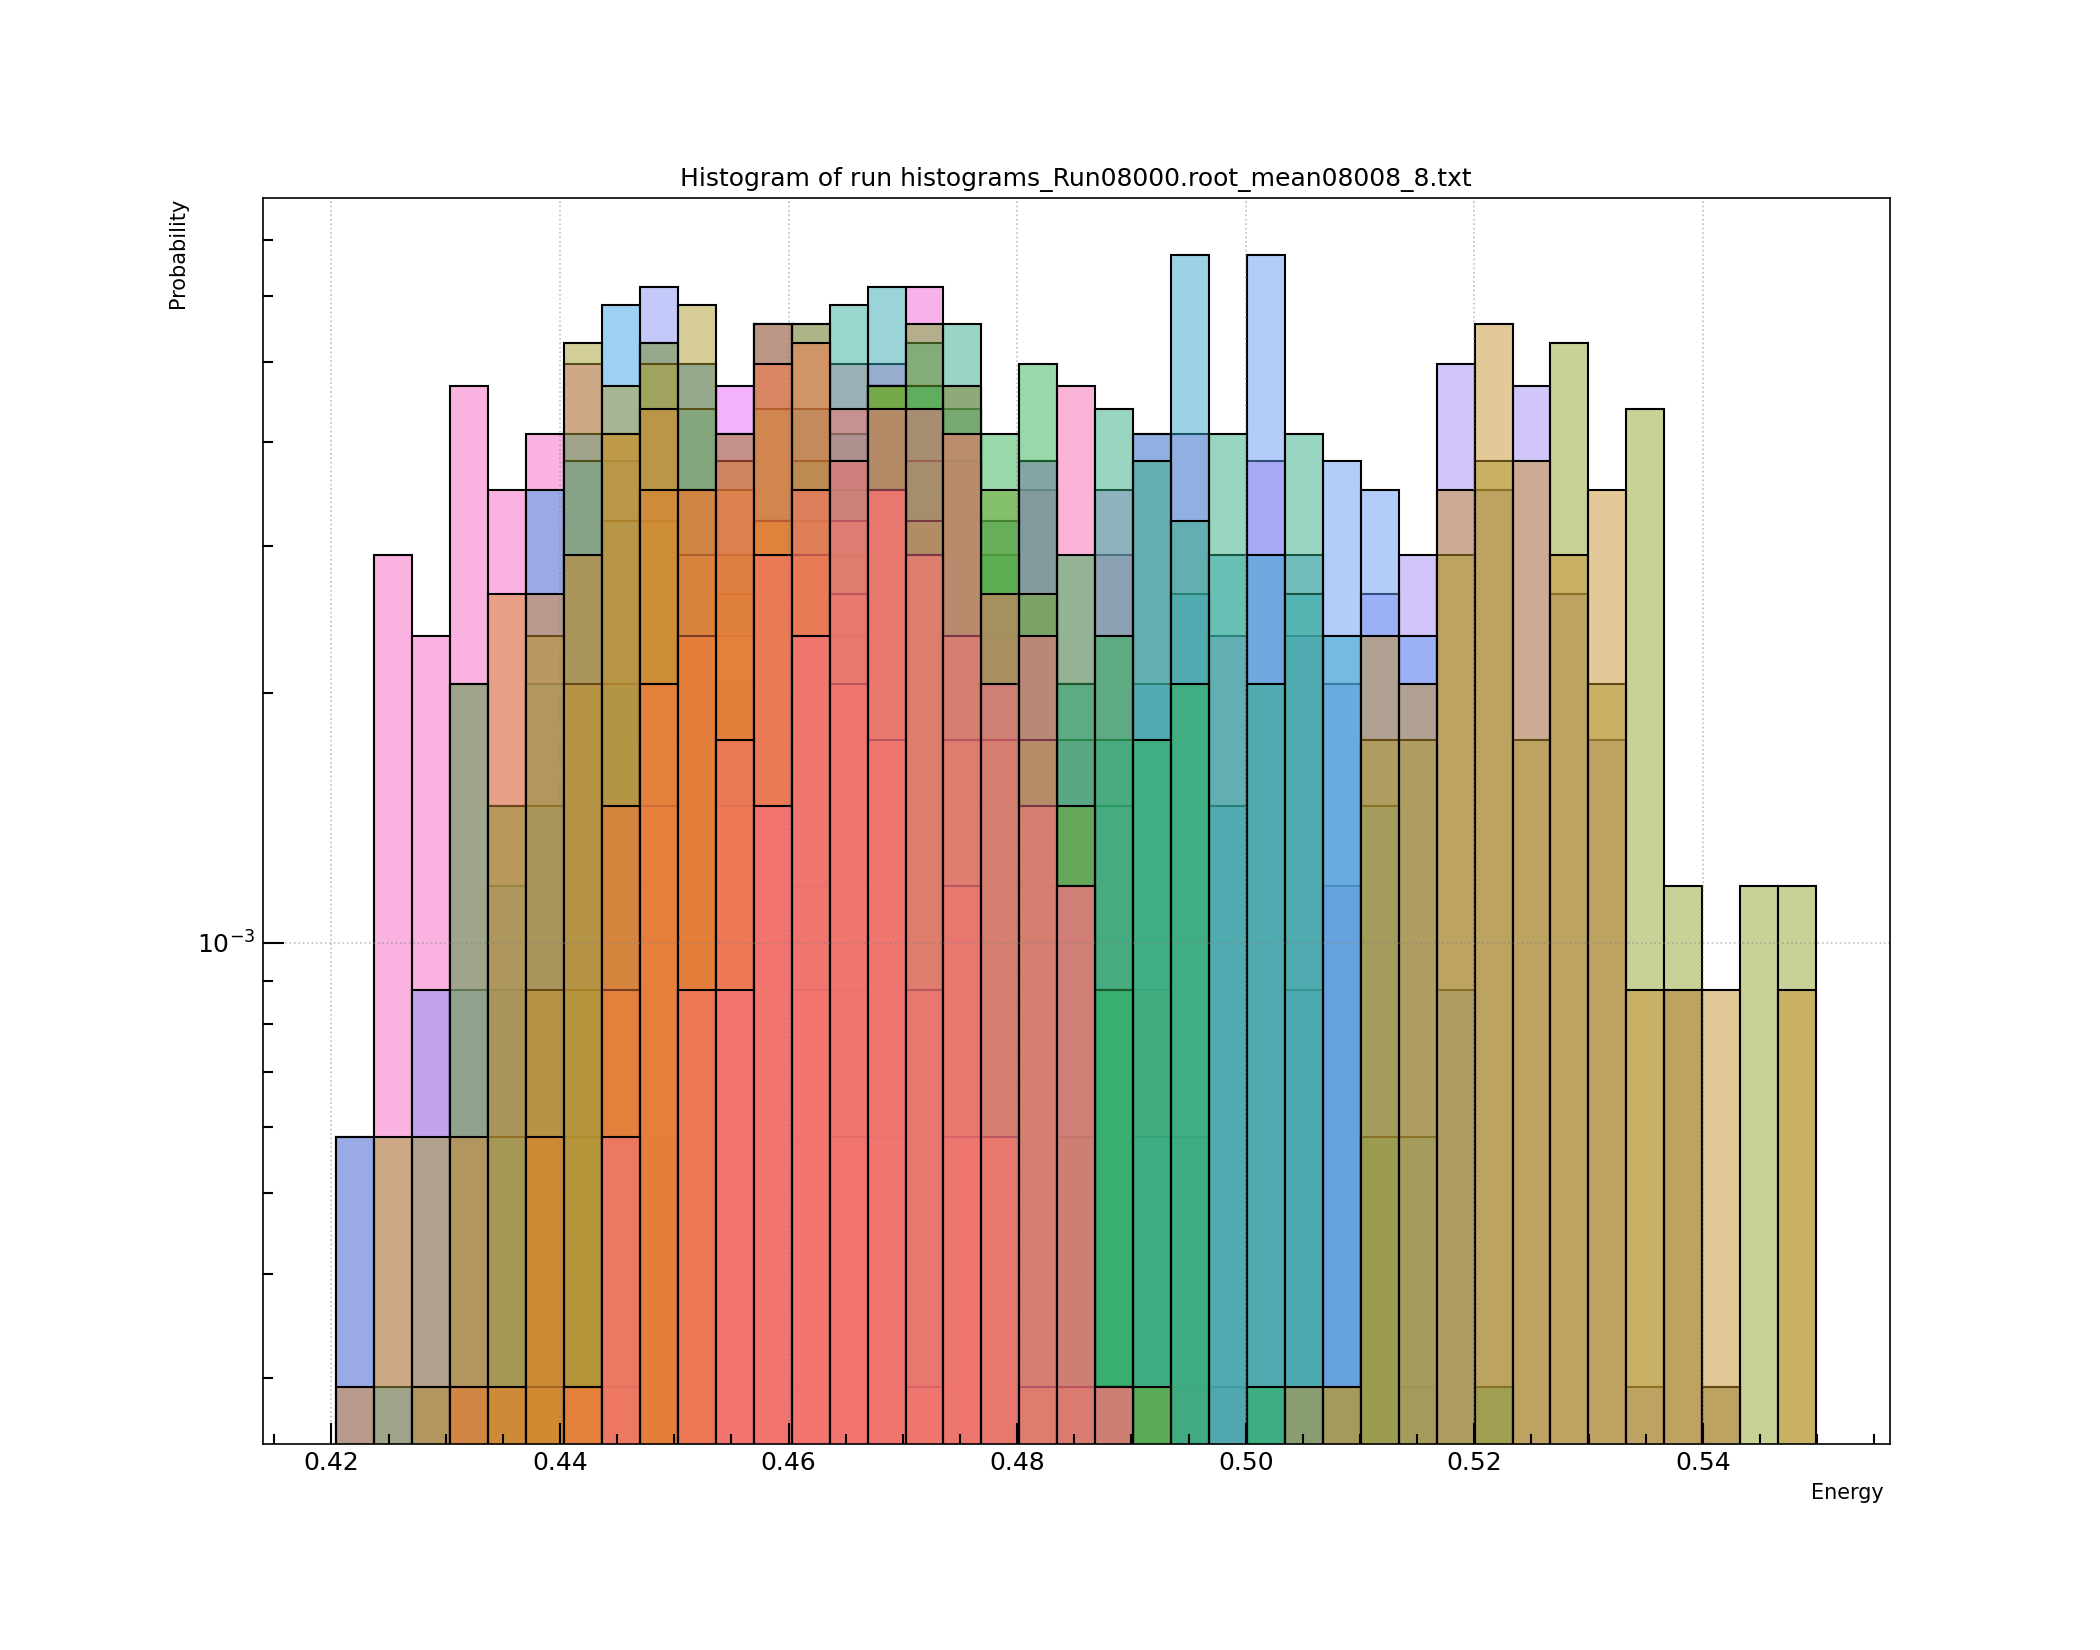 Histogram of run histograms_Run08000.root_mean08008_8.txt
Probability
10⁻³
0.42 0.44 0.46 0.48 0.50 0.52 0.54
Energy